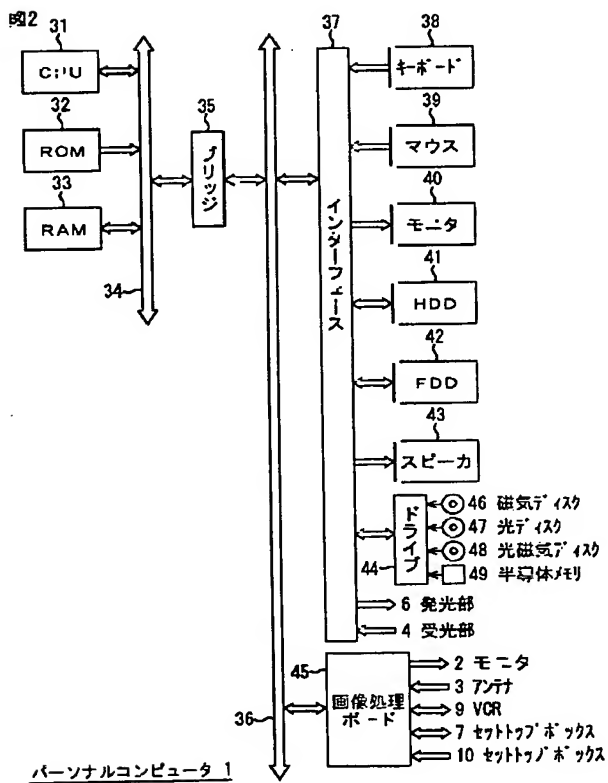 図2
31
CPU
32
ROM
33
RAM
34
35
ブリッジ
36
37
インターフェース
38
キーボード
39
マウス
40
モニタ
41
HDD
42
FDD
43
スピーカ
44
ドライブ
46 磁気ディスク
47 光ディスク
48 光磁気ディスク
49 半導体メモリ
6 発光部
4 受光部
45
画像処理
ボード
2 モニタ
3 アンテナ
9 VCR
7 セットトップボックス
10 セットトップボックス
パーソナルコンピュータ 1